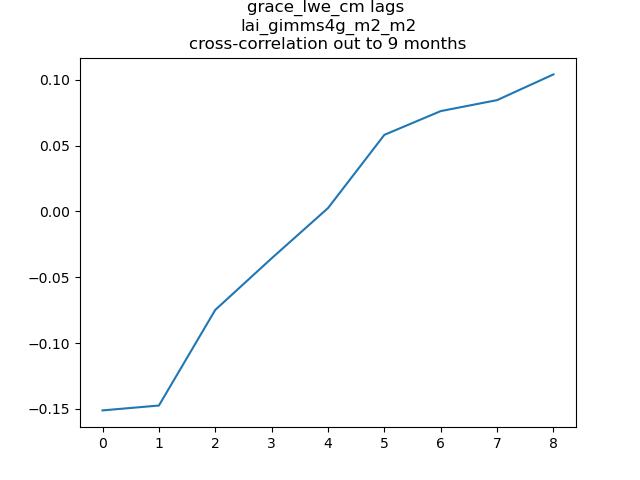 grace_lwe_cm lags
lai_gimms4g_m2_m2
cross-correlation out to 9 months
0.10
0.05
0.00
−0.05
−0.10
−0.15
0 1 2 3 4 5 6 7 8